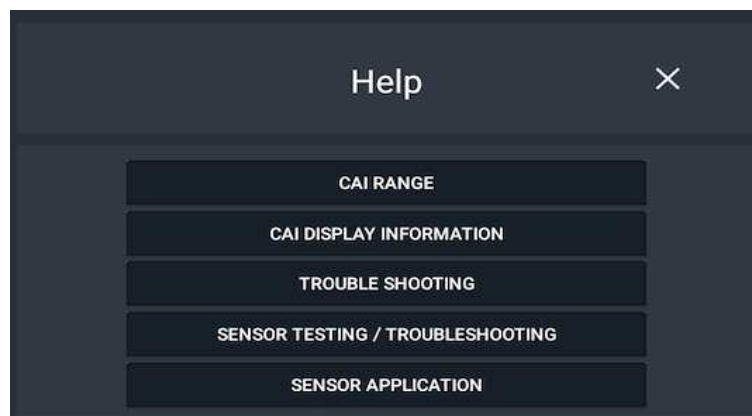 Help
CAI RANGE
CAI DISPLAY INFORMATION
TROUBLE SHOOTING
SENSOR TESTING / TROUBLESHOOTING
SENSOR APPLICATION